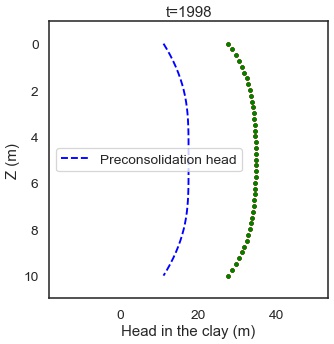 t=1998
0
2
4
6
8
10
Z (m)
Preconsolidation head
0 20 40
Head in the clay (m)